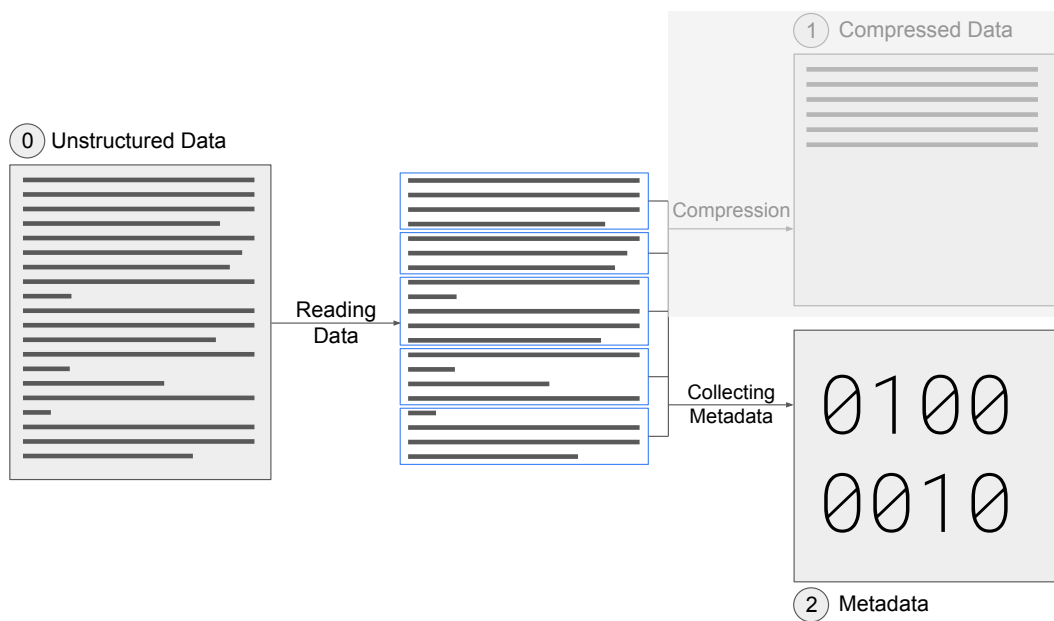 1 Compressed Data
0 Unstructured Data
Compression
Reading
Data
Collecting
Metadata
0100
0010
2 Metadata